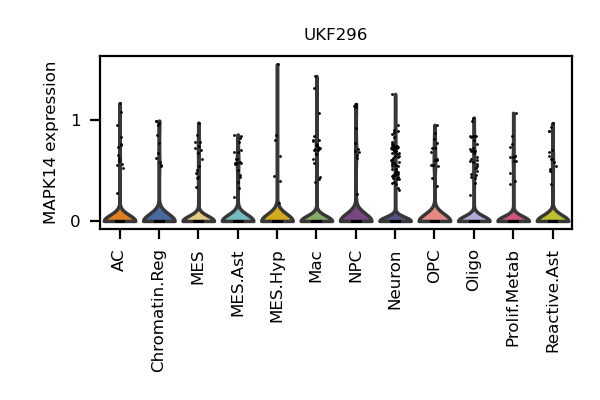 UKF296
MAPK14 expression
1
0
AC
Chromatin.Reg
MES
MES.Ast
MES.Hyp
Mac
NPC
Neuron
OPC
Oligo
Prolif.Metab
Reactive.Ast